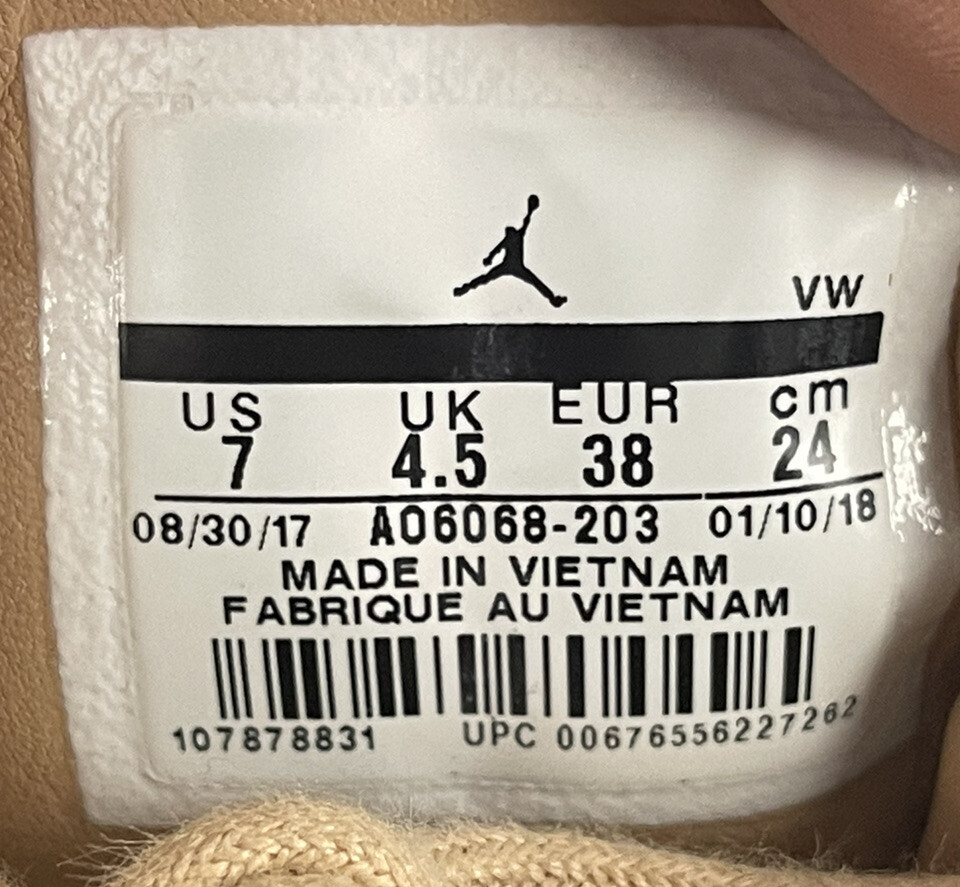 VW
US UK EUR cm
7 4.5 38 24
08/30/17 AO6068-203 01/10/18
MADE IN VIETNAM
FABRIQUE AU VIETNAM
107878831 UPC 00676556227262